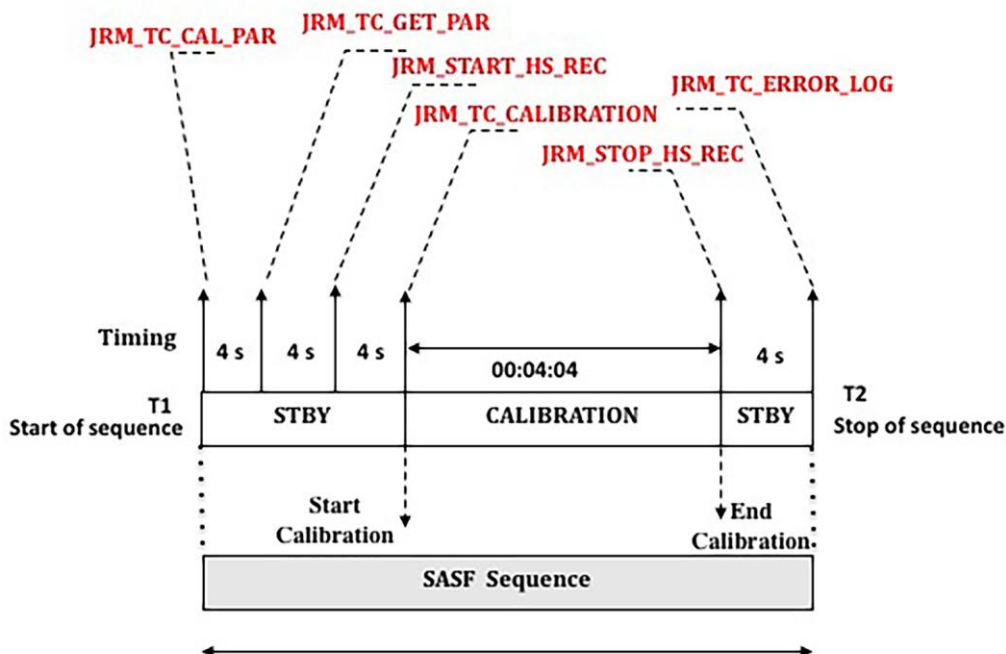 JRM_TC_CAL_PAR
JRM_TC_GET_PAR
JRM_START_HS_REC
JRM_TC_CALIBRATION
JRM_TC_ERROR_LOG
JRM_STOP_HS_REC
Timing
4 s
4 s
4 s
00:04:04
4 s
T1
Start of sequence
STBY
CALIBRATION
STBY
T2
Stop of sequence
Start
Calibration
End
Calibration
SASF Sequence